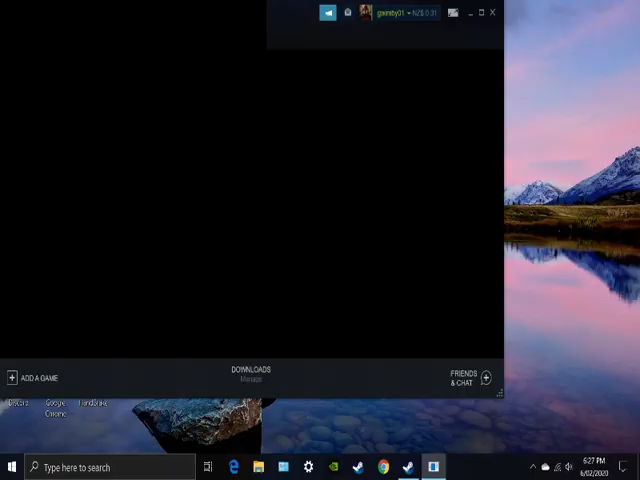 NZ$ 0.31
ADD A GAME
DOWNLOADS
Manage
FRIENDS
& CHAT
Discord Google HandBrake
Chrome
Type here to search
6:27 PM
6/02/2020